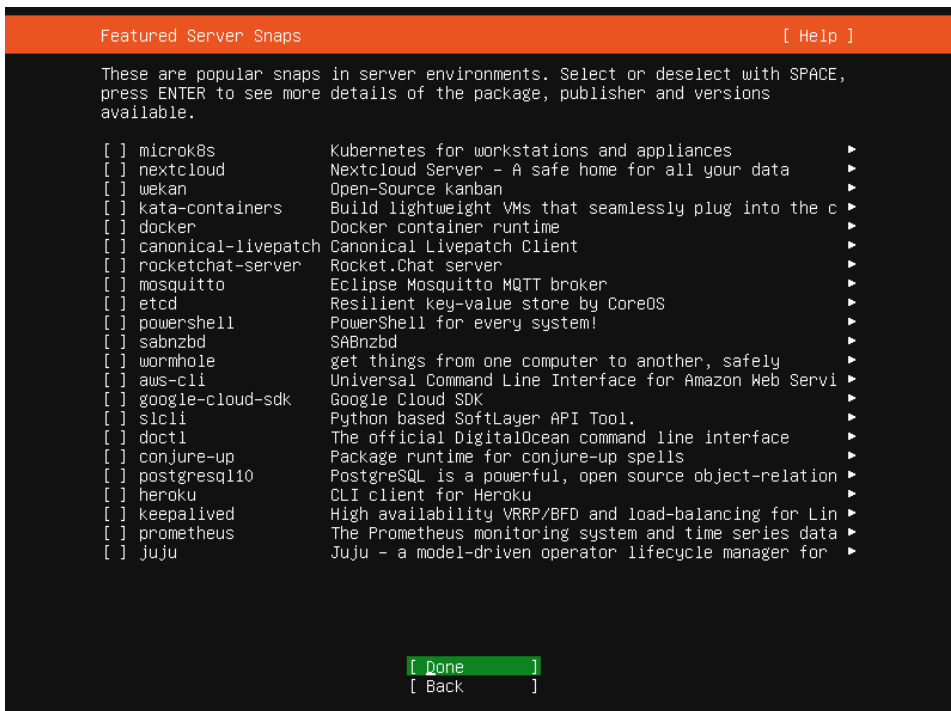 Featured Server Snaps [ Help ]
These are popular snaps in server environments. Select or deselect with SPACE,
press ENTER to see more details of the package, publisher and versions
available.
[ ] microk8s Kubernetes for workstations and appliances ▸
[ ] nextcloud Nextcloud Server - A safe home for all your data ▸
[ ] wekan Open-Source kanban ▸
[ ] kata-containers Build lightweight VMs that seamlessly plug into the c ▸
[ ] docker Docker container runtime ▸
[ ] canonical-livepatch Canonical Livepatch Client ▸
[ ] rocketchat-server Rocket.Chat server ▸
[ ] mosquitto Eclipse Mosquitto MQTT broker ▸
[ ] etcd Resilient key-value store by CoreOS ▸
[ ] powershell PowerShell for every system! ▸
[ ] sabnzbd SABnzbd ▸
[ ] wormhole get things from one computer to another, safely ▸
[ ] aws-cli Universal Command Line Interface for Amazon Web Servi ▸
[ ] google-cloud-sdk Google Cloud SDK ▸
[ ] slcli Python based SoftLayer API Tool. ▸
[ ] doctl The official DigitalOcean command line interface ▸
[ ] conjure-up Package runtime for conjure-up spells ▸
[ ] postgresql10 PostgreSQL is a powerful, open source object-relation ▸
[ ] heroku CLI client for Heroku ▸
[ ] keepalived High availability VRRP/BFD and load-balancing for Lin ▸
[ ] prometheus The Prometheus monitoring system and time series data ▸
[ ] juju Juju - a model-driven operator lifecycle manager for ▸
[ Done ]
[ Back ]